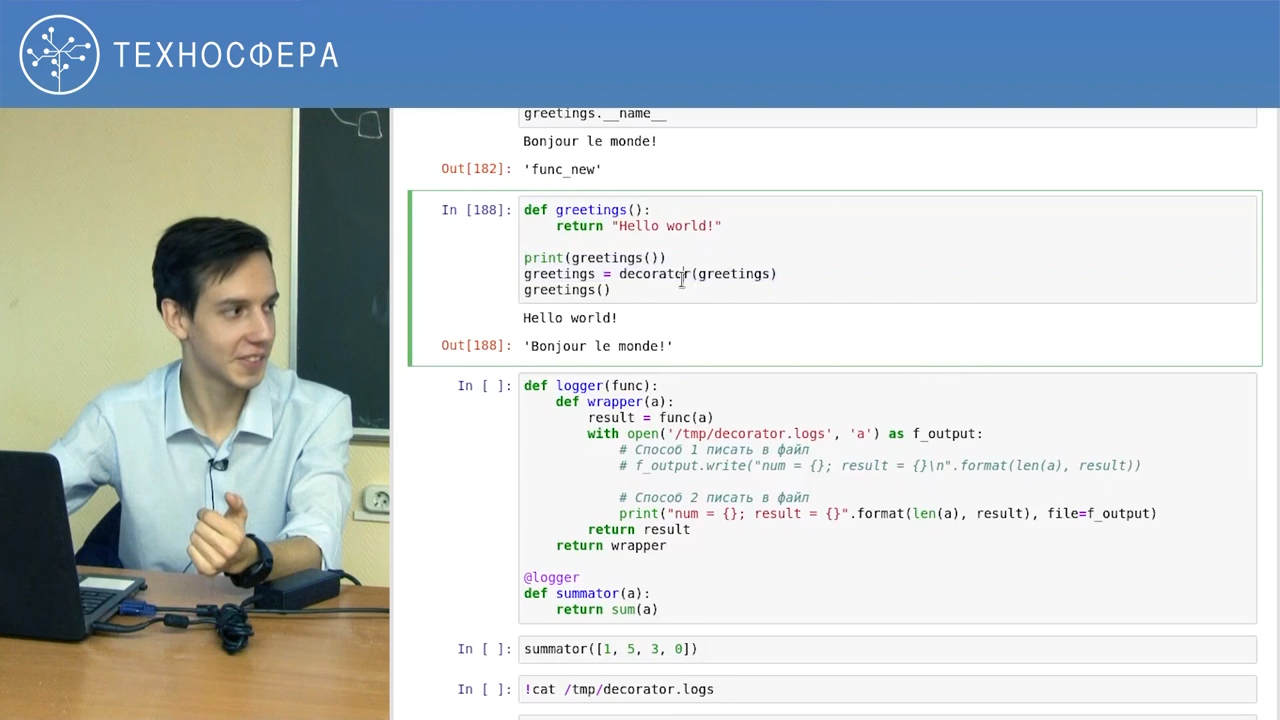 ТЕХНОСФЕРА
greetings.__name__
Bonjour le monde!
Out[182]: 'func_new'
In [188]: def greetings():
    return "Hello world!"
print(greetings())
greetings = decorator(greetings)
greetings()
Hello world!
Out[188]: 'Bonjour le monde!'
In [ ]: def logger(func):
    def wrapper(a):
        result = func(a)
        with open('/tmp/decorator.logs', 'a') as f_output:
            # Способ 1 писать в файл
            # f_output.write("num = {}; result = {}\n".format(len(a), result))
            # Способ 2 писать в файл
            print("num = {}; result = {}".format(len(a), result), file=f_output)
        return result
    return wrapper
@logger
def summator(a):
    return sum(a)
In [ ]: summator([1, 5, 3, 0])
In [ ]: !cat /tmp/decorator.logs